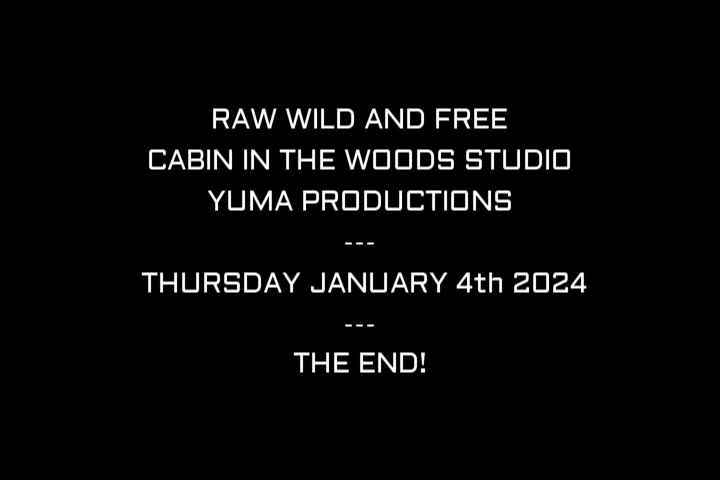 RAW WILD AND FREE
CABIN IN THE WOODS STUDIO
YUMA PRODUCTIONS
---
THURSDAY JANUARY 4th 2024
---
THE END!